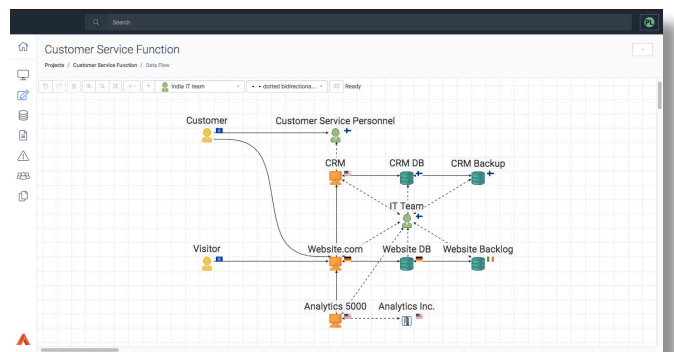 Search
PL
Customer Service Function
Projects / Customer Service Function / Data Flow
India IT team
dotted bidirectiona...
Ready
Customer
Customer Service Personnel
CRM
CRM DB
CRM Backup
IT Team
Visitor
Website.com
Website DB
Website Backlog
Analytics 5000
Analytics Inc.